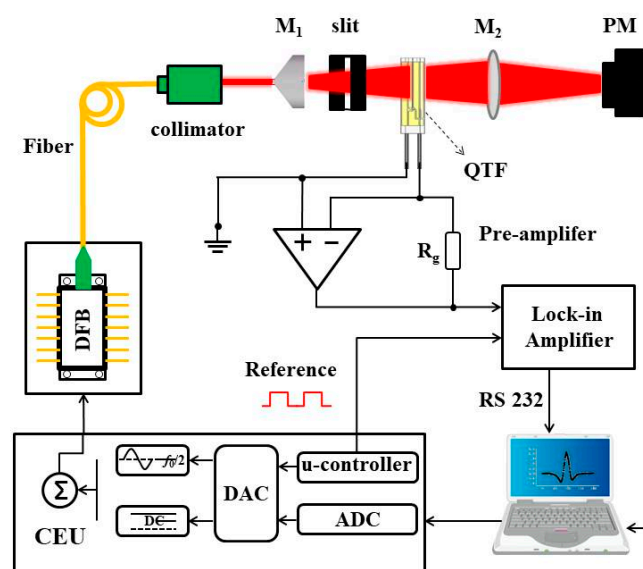 M₁
slit
M₂
PM
collimator
Fiber
QTF
+
−
Pre-amplifer
R_g
DFB
Lock-in
Amplifier
Reference
RS 232
f₀/2
u-controller
DAC
Σ
DC
ADC
CEU